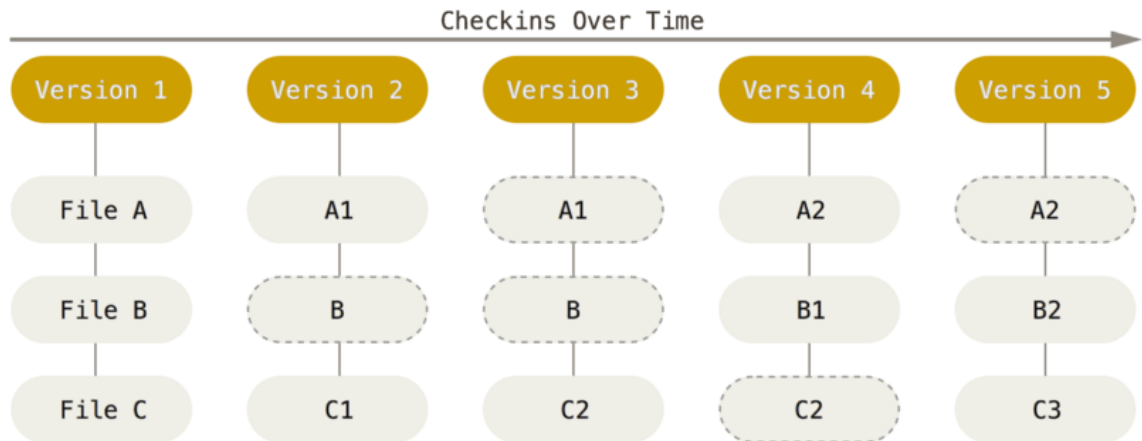 Checkins Over Time
Version 1 Version 2 Version 3 Version 4 Version 5
File A A1 A1 A2 A2
File B B B B1 B2
File C C1 C2 C2 C3